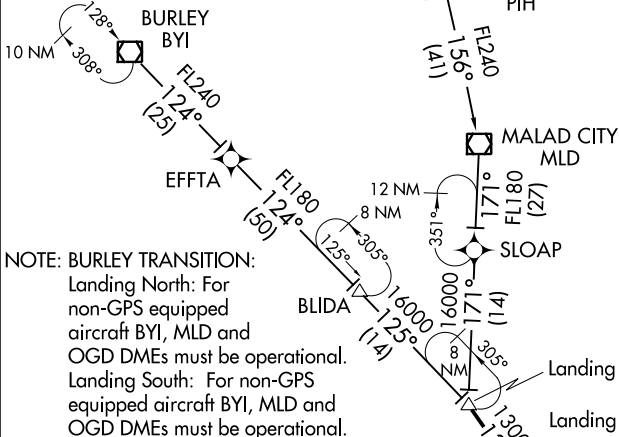 PIH
BURLEY
BYI
128°
308°
10 NM
FL240
156°
(41)
FL240
124°
(25)
MALAD CITY
MLD
EFFTA
FL180
124°
(50)
12 NM
351°
171°
FL180
(27)
8 NM
305°
125°
SLOAP
NOTE: BURLEY TRANSITION:
Landing North: For
non-GPS equipped
aircraft BYI, MLD and
OGD DMEs must be operational.
Landing South: For non-GPS
equipped aircraft BYI, MLD and
OGD DMEs must be operational.
BLIDA
16000
125°
(14)
16000
171°
(14)
8
NM
305°
Landing
Landing